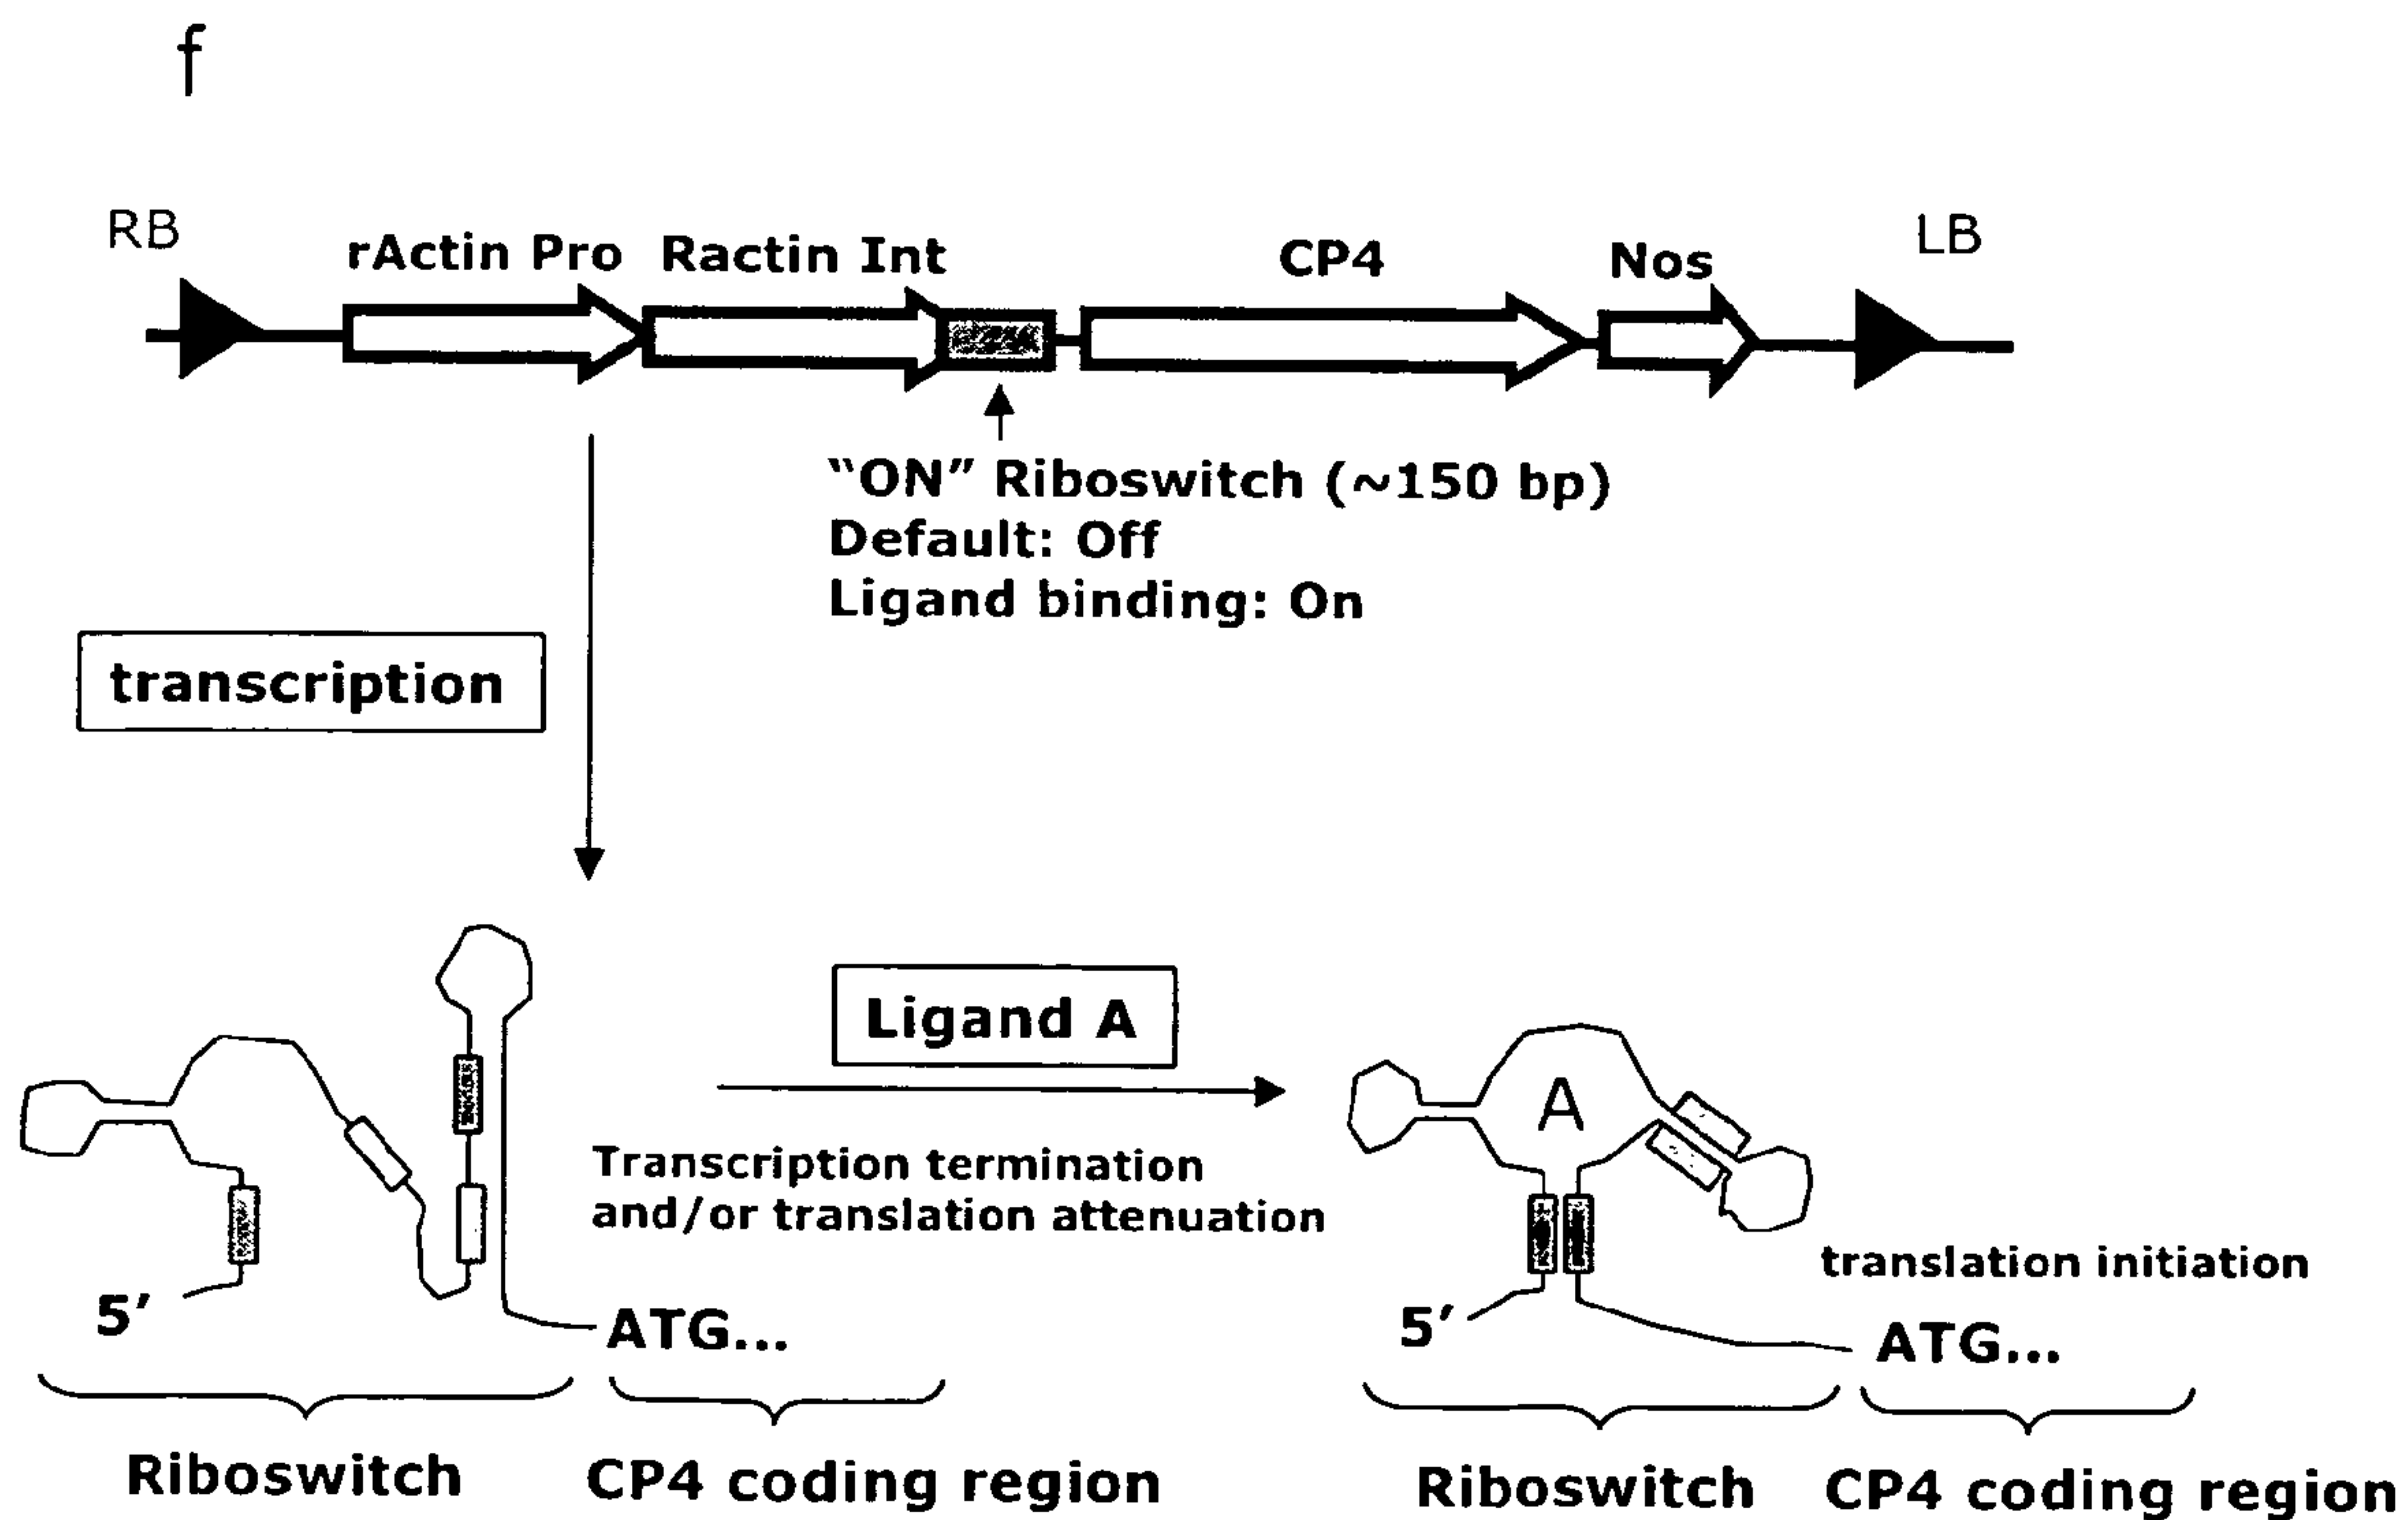 f
RB
rActin Pro
Ractin Int
CP4
Nos
LB
“ON” Riboswitch (~150 bp)
Default: Off
Ligand binding: On
transcription
Ligand A
A
Transcription termination
and/or translation attenuation
translation initiation
5’
ATG...
5’
ATG...
Riboswitch
CP4 coding region
Riboswitch
CP4 coding region